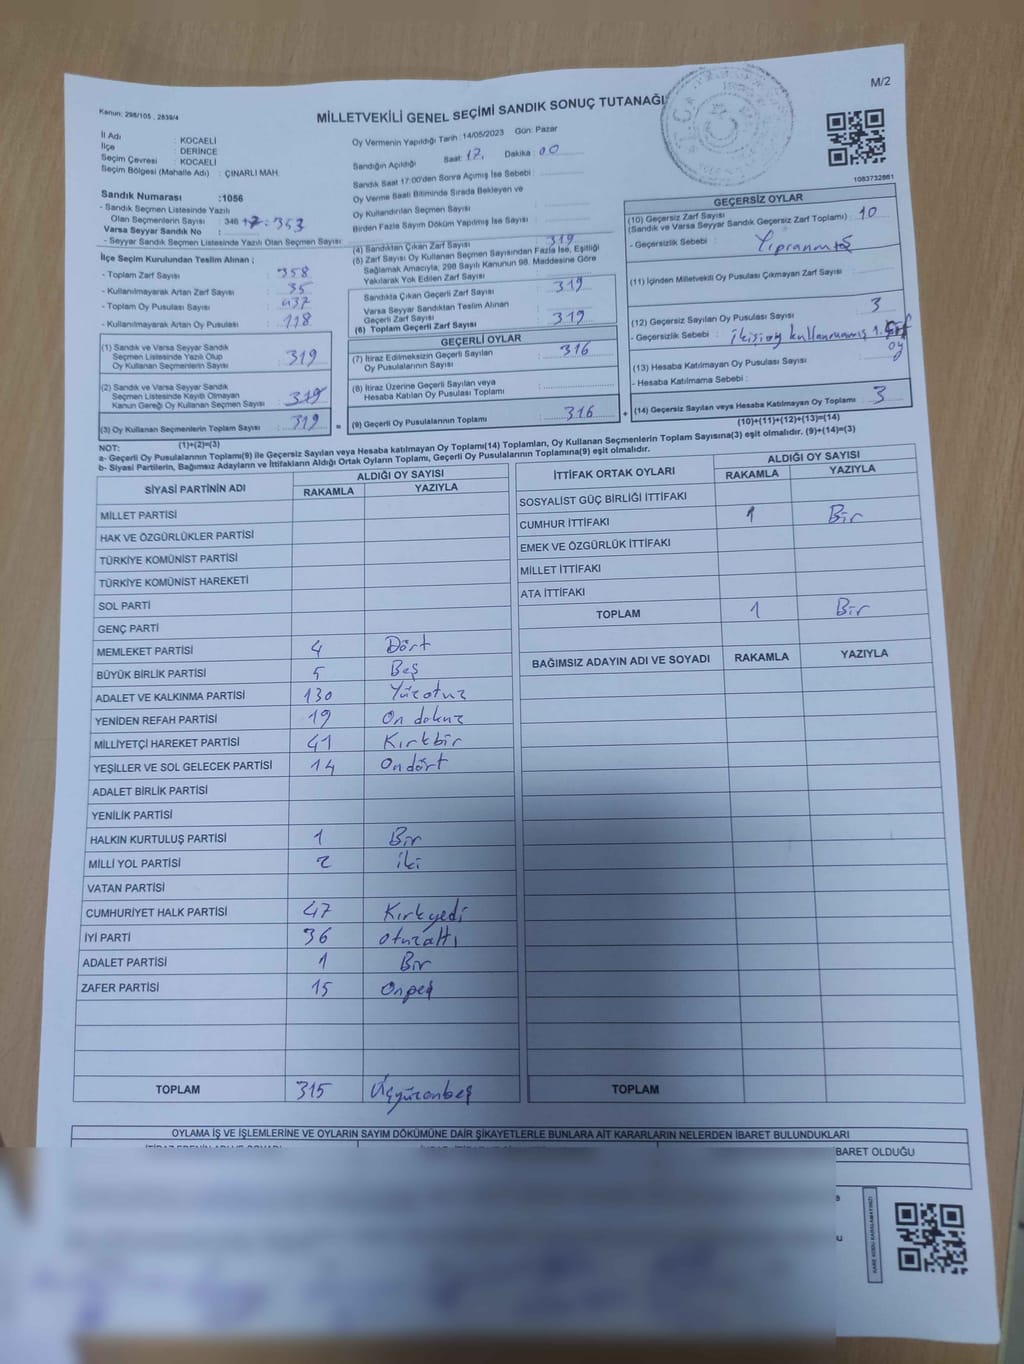 M/2
Kanun: 298/105 , 2839/4
MİLLETVEKİLİ GENEL SEÇİMİ SANDIK SONUÇ TUTANAĞI
İl Adı : KOCAELİ
İlçe : DERİNCE
Seçim Çevresi : KOCAELİ
Seçim Bölgesi (Mahalle Adı) : ÇINARLI MAH.
Sandık Numarası :1056
- Sandık Seçmen Listesinde Yazılı
Olan Seçmenlerin Sayısı : 346 +7: 353
Varsa Seyyar Sandık No :
- Seyyar Sandık Seçmen Listesinde Yazılı Olan Seçmen Sayısı :
İlçe Seçim Kurulundan Teslim Alınan ;
- Toplam Zarf Sayısı : 358
- Kullanılmayarak Artan Zarf Sayısı : 35
- Toplam Oy Pusulası Sayısı : 437
- Kullanılmayarak Artan Oy Pusulası : 118
(1) Sandık ve Varsa Seyyar Sandık
Seçmen Listesinde Yazılı Olup
Oy Kullanan Seçmenlerin Sayısı : 319
(2) Sandık ve Varsa Seyyar Sandık
Seçmen Listesinde Kayıtlı Olmayan
Kanun Gereği Oy Kullanan Seçmen Sayısı : 319
(3) Oy Kullanan Seçmenlerin Toplam Sayısı : 319
(1)+(2)=(3)
Oy Vermenin Yapıldığı Tarih : 14/05/2023 Gün: Pazar
Sandığın Açıldığı Saat: 17. Dakika : 00
Sandık Saat 17:00'den Sonra Açılmış İse Sebebi :
Oy Verme Saati Bitiminde Sırada Bekleyen ve
Oy Kullandırılan Seçmen Sayısı :
Birden Fazla Sayım Döküm Yapılmış İse Sayısı :
(4) Sandıktan Çıkan Zarf Sayısı : 319
(5) Zarf Sayısı Oy Kullanan Seçmen Sayısından Fazla İse, Eşitliği
Sağlamak Amacıyla, 298 Sayılı Kanunun 98. Maddesine Göre
Yakılarak Yok Edilen Zarf Sayısı :
Sandıkta Çıkan Geçerli Zarf Sayısı : 319
Varsa Seyyar Sandıktan Teslim Alınan
Geçerli Zarf Sayısı :
(6) Toplam Geçerli Zarf Sayısı : 319
GEÇERLİ OYLAR
(7) İtiraz Edilmeksizin Geçerli Sayılan
Oy Pusulalarının Sayısı : 316
(8) İtiraz Üzerine Geçerli Sayılan veya
Hesaba Katılan Oy Pusulası Toplamı :
(9) Geçerli Oy Pusulalarının Toplamı : 316
1083732661
GEÇERSİZ OYLAR
(10) Geçersiz Zarf Sayısı
(Sandık ve Varsa Seyyar Sandık Geçersiz Zarf Toplamı) : 10
- Geçersizlik Sebebi : Yıpranmış
(11) İçinden Milletvekili Oy Pusulası Çıkmayan Zarf Sayısı :
(12) Geçersiz Sayılan Oy Pusulası Sayısı : 3
- Geçersizlik Sebebi : ikisi oy kullanmamış 1.
oy
(13) Hesaba Katılmayan Oy Pusulası Sayısı :
- Hesaba Katılmama Sebebi :
(14) Geçersiz Sayılan veya Hesaba Katılmayan Oy Toplamı : 3
(10)+(11)+(12)+(13)=(14)
NOT:
a- Geçerli Oy Pusulalarının Toplamı(9) ile Geçersiz Sayılan veya Hesaba katılmayan Oy Toplamı(14) Toplamları, Oy Kullanan Seçmenlerin Toplam Sayısına(3) eşit olmalıdır. (9)+(14)=(3)
b- Siyasi Partilerin, Bağımsız Adayların ve İttifakların Aldığı Ortak Oyların Toplamı, Geçerli Oy Pusulalarının Toplamına(9) eşit olmalıdır.
SİYASİ PARTİNİN ADI ALDIĞI OY SAYISI
RAKAMLA YAZIYLA
MİLLET PARTİSİ
HAK VE ÖZGÜRLÜKLER PARTİSİ
TÜRKİYE KOMÜNİST PARTİSİ
TÜRKİYE KOMÜNİST HAREKETİ
SOL PARTİ
GENÇ PARTİ
MEMLEKET PARTİSİ 4 Dört
BÜYÜK BİRLİK PARTİSİ 5 Beş
ADALET VE KALKINMA PARTİSİ 130 Yüzotuz
YENİDEN REFAH PARTİSİ 19 On dokuz
MİLLİYETÇİ HAREKET PARTİSİ 41 Kırkbir
YEŞİLLER VE SOL GELECEK PARTİSİ 14 Ondört
ADALET BİRLİK PARTİSİ
YENİLİK PARTİSİ
HALKIN KURTULUŞ PARTİSİ 1 Bir
MİLLİ YOL PARTİSİ 2 iki
VATAN PARTİSİ
CUMHURİYET HALK PARTİSİ 47 Kırkyedi
İYİ PARTİ 36 otuzaltı
ADALET PARTİSİ 1 Bir
ZAFER PARTİSİ 15 Onbeş
TOPLAM 315 Üçyüzonbeş
İTTİFAK ORTAK OYLARI ALDIĞI OY SAYISI
RAKAMLA YAZIYLA
SOSYALİST GÜÇ BİRLİĞİ İTTİFAKI
CUMHUR İTTİFAKI 1 Bir
EMEK VE ÖZGÜRLÜK İTTİFAKI
MİLLET İTTİFAKI
ATA İTTİFAKI
TOPLAM 1 Bir
BAĞIMSIZ ADAYIN ADI VE SOYADI RAKAMLA YAZIYLA
TOPLAM
OYLAMA İŞ VE İŞLEMLERİNE VE OYLARIN SAYIM DÖKÜMÜNE DAİR ŞİKAYETLERLE BUNLARA AİT KARARLARIN NELERDEN İBARET BULUNDUKLARI
BARET OLDUĞU